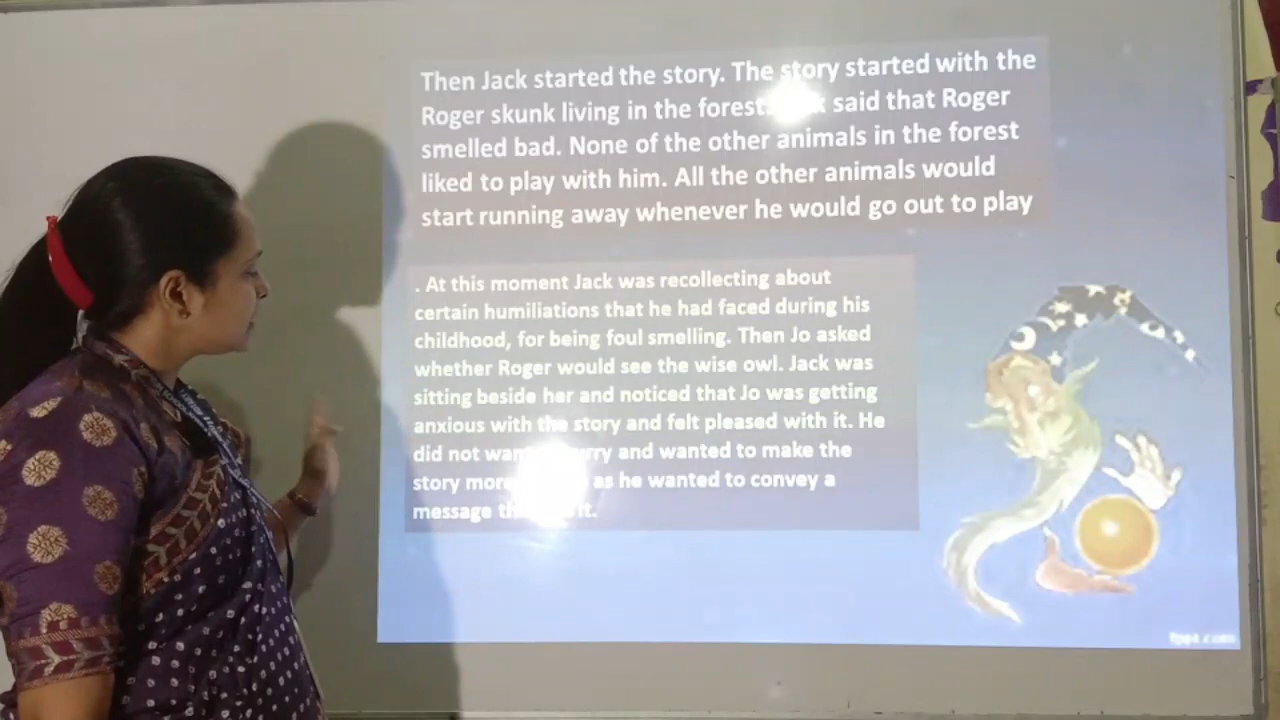 Then Jack started the story. The story started with the
Roger skunk living in the forest. said that Roger
smelled bad. None of the other animals in the forest
liked to play with him. All the other animals would
start running away whenever he would go out to play
. At this moment Jack was recollecting about
certain humiliations that he had faced during his
childhood, for being foul smelling. Then Jo asked
whether Roger would see the wise owl. Jack was
sitting beside her and noticed that Jo was getting
anxious with the story and felt pleased with it. He
did not want and wanted to make the
story more as he wanted to convey a
message it.